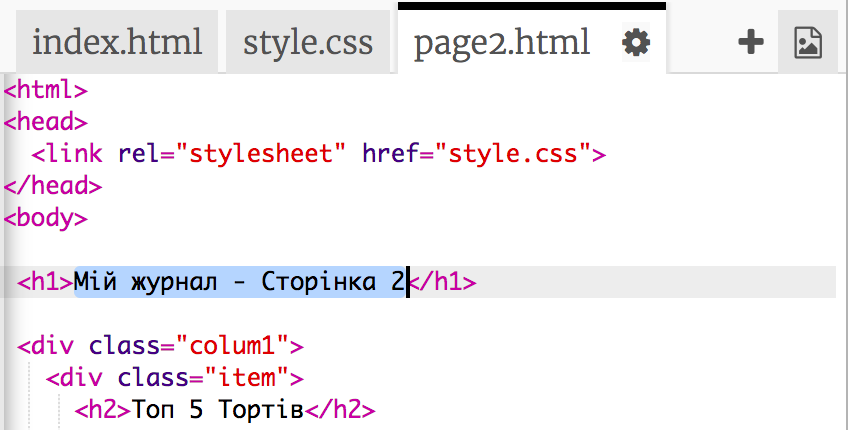 index.html style.css page2.html
<html>
<head>
<link rel="stylesheet" href="style.css">
</head>
<body>
<h1>Мій журнал - Сторінка 2</h1>
<div class="colum1">
<div class="item">
<h2>Топ 5 Тортів</h2>